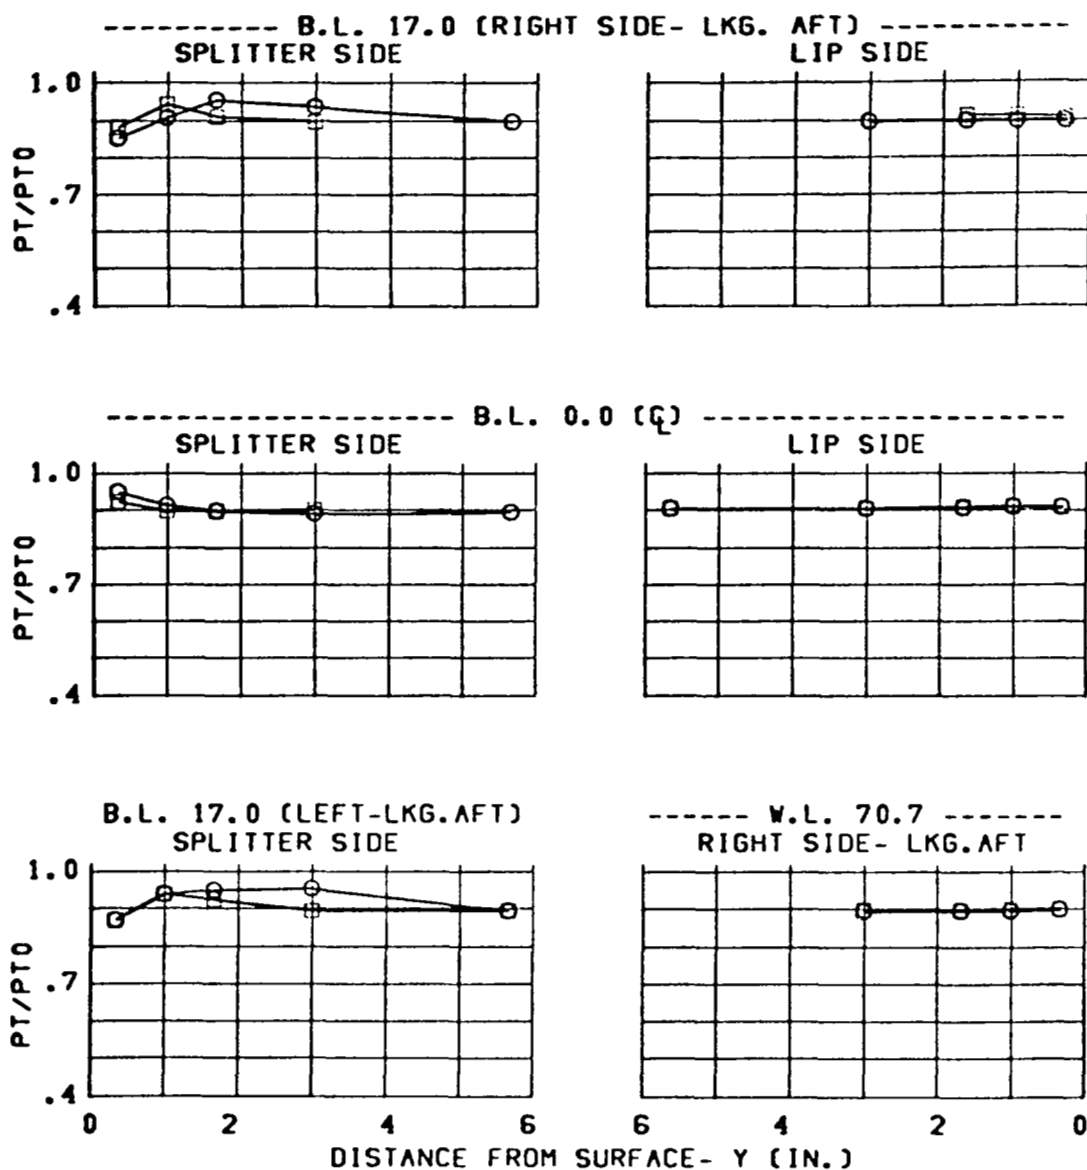 ---------- B.L. 17.0 (RIGHT SIDE- LKG. AFT) ----------
SPLITTER SIDE LIP SIDE
1.0
.7
.4
PT/PTO
----------------- B.L. 0.0 (℄) -----------------
SPLITTER SIDE LIP SIDE
1.0
.7
.4
PT/PTO
B.L. 17.0 (LEFT-LKG.AFT) ------ W.L. 70.7 ------
SPLITTER SIDE RIGHT SIDE- LKG.AFT
1.0
.7
.4
PT/PTO
0 2 4 6 6 4 2 0
DISTANCE FROM SURFACE- Y (IN.)